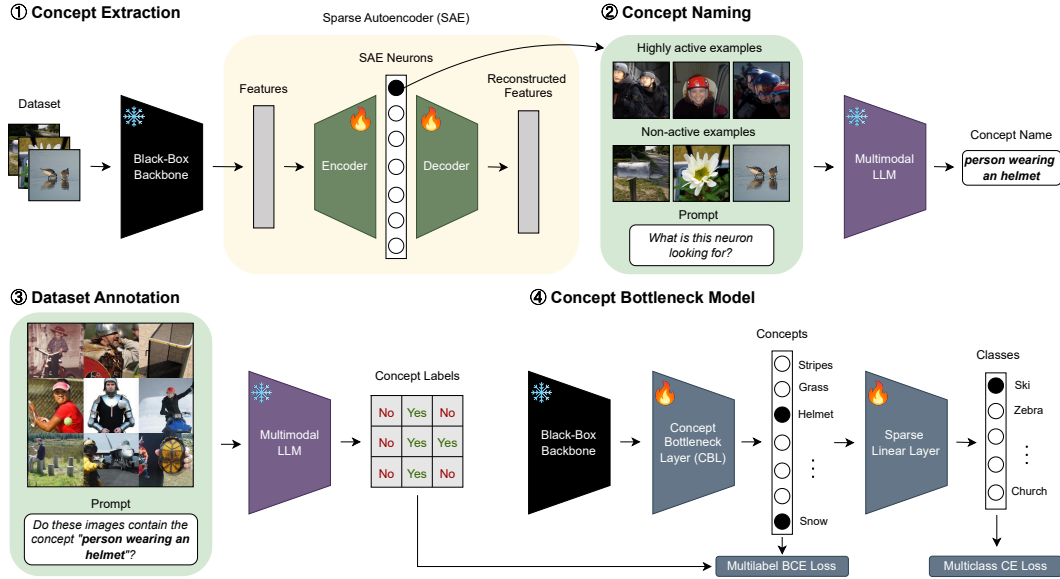 ① Concept Extraction
Sparse Autoencoder (SAE)
Dataset
Black-Box
Backbone
Features
Encoder
SAE Neurons
Decoder
Reconstructed
Features
② Concept Naming
Highly active examples
Non-active examples
Prompt
What is this neuron
looking for?
Multimodal
LLM
Concept Name
person wearing
an helmet
③ Dataset Annotation
Prompt
Do these images contain the
concept "person wearing an
helmet"?
Multimodal
LLM
Concept Labels
No Yes No
No Yes Yes
No Yes No
④ Concept Bottleneck Model
Black-Box
Backbone
Concept
Bottleneck
Layer (CBL)
Concepts
Stripes
Grass
Helmet
Snow
Multilabel BCE Loss
Sparse
Linear Layer
Classes
Ski
Zebra
Church
Multiclass CE Loss